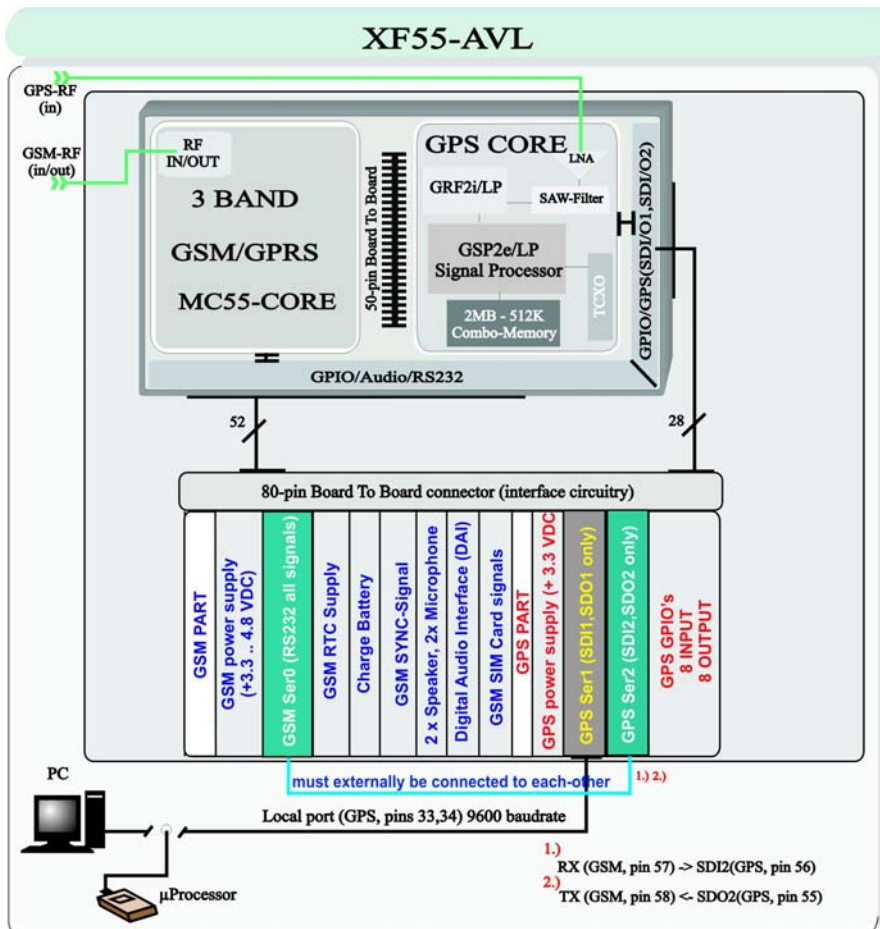 XF55-AVL
GPS-RF
(in)
GSM-RF
(in/out)
RF
IN/OUT
3 BAND
GSM/GPRS
MC55-CORE
50-pin Board To Board
GPS CORE
LNA
GRF2i/LP
SAW-Filter
GSP2e/LP
Signal Processor
TCXO
2MB - 512K
Combo-Memory
GPIO/GPS(SDI/O1,SDI/O2)
GPIO/Audio/RS232
52
28
80-pin Board To Board connector (interface circuitry)
GSM PART
GSM power supply
(+3.3 .. 4.8 VDC)
GSM Ser0 (RS232 all signals)
GSM RTC Supply
Charge Battery
GSM SYNC-Signal
2 x Speaker, 2x Microphone
Digital Audio Interface (DAI)
GSM SIM Card signals
GPS PART
GPS power supply (+ 3.3 VDC)
GPS Ser1 (SDI1,SDO1 only)
GPS Ser2 (SDI2,SDO2 only)
GPS GPIO's
8 INPUT
8 OUTPUT
must externally be connected to each-other
1.) 2.)
PC
Local port (GPS, pins 33,34) 9600 baudrate
µProcessor
1.)
RX (GSM, pin 57) -> SDI2(GPS, pin 56)
2.)
TX (GSM, pin 58) <- SDO2(GPS, pin 55)